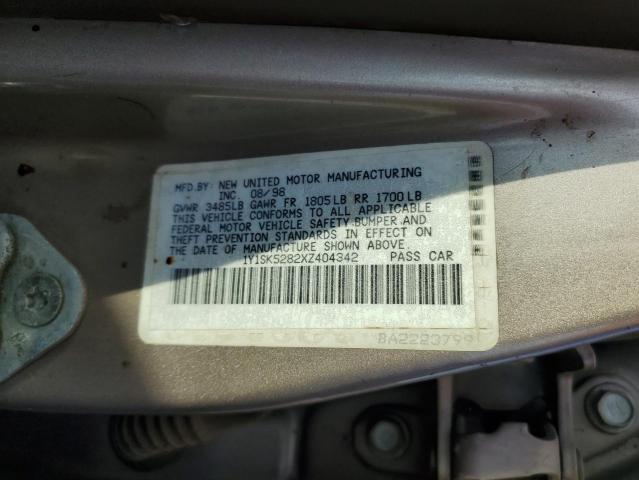 MFD.BY: NEW UNITED MOTOR MANUFACTURING
INC. 08/98
GVWR 3485LB GAWR FR 1805LB RR 1700LB
THIS VEHICLE CONFORMS TO ALL APPLICABLE
FEDERAL MOTOR VEHICLE SAFETY BUMPER AND
THEFT PREVENTION STANDARDS IN EFFECT ON
THE DATE OF MANUFACTURE SHOWN ABOVE.
1Y1SK5282XZ404342 PASS CAR
BA2223799